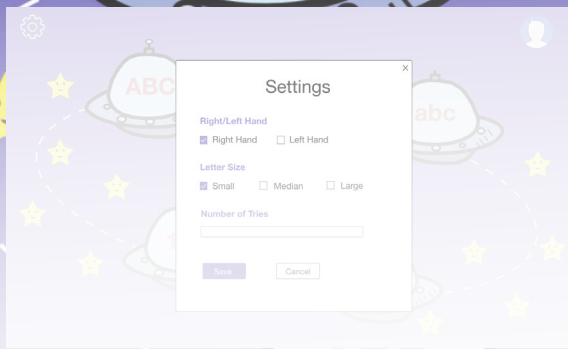 ABC
abc
x
Settings
Right/Left Hand
Right Hand Left Hand
Letter Size
Small Median Large
Number of Tries
Save Cancel